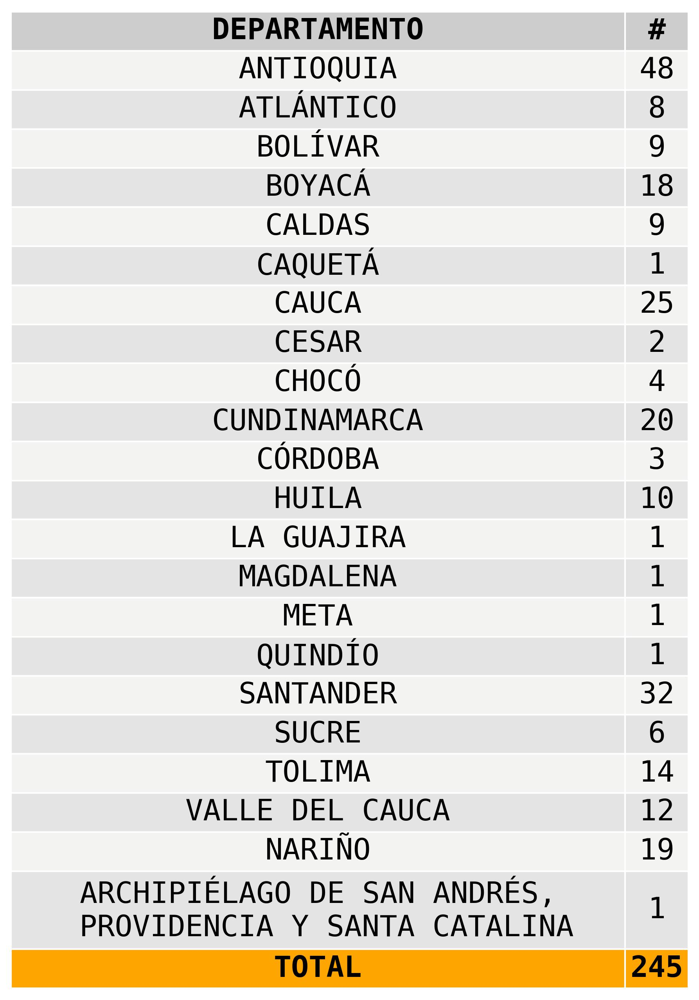 DEPARTAMENTO #
ANTIOQUIA 48
ATLÁNTICO 8
BOLÍVAR 9
BOYACÁ 18
CALDAS 9
CAQUETÁ 1
CAUCA 25
CESAR 2
CHOCÓ 4
CUNDINAMARCA 20
CÓRDOBA 3
HUILA 10
LA GUAJIRA 1
MAGDALENA 1
META 1
QUINDÍO 1
SANTANDER 32
SUCRE 6
TOLIMA 14
VALLE DEL CAUCA 12
NARIÑO 19
ARCHIPIÉLAGO DE SAN ANDRÉS,
PROVIDENCIA Y SANTA CATALINA 1
TOTAL 245